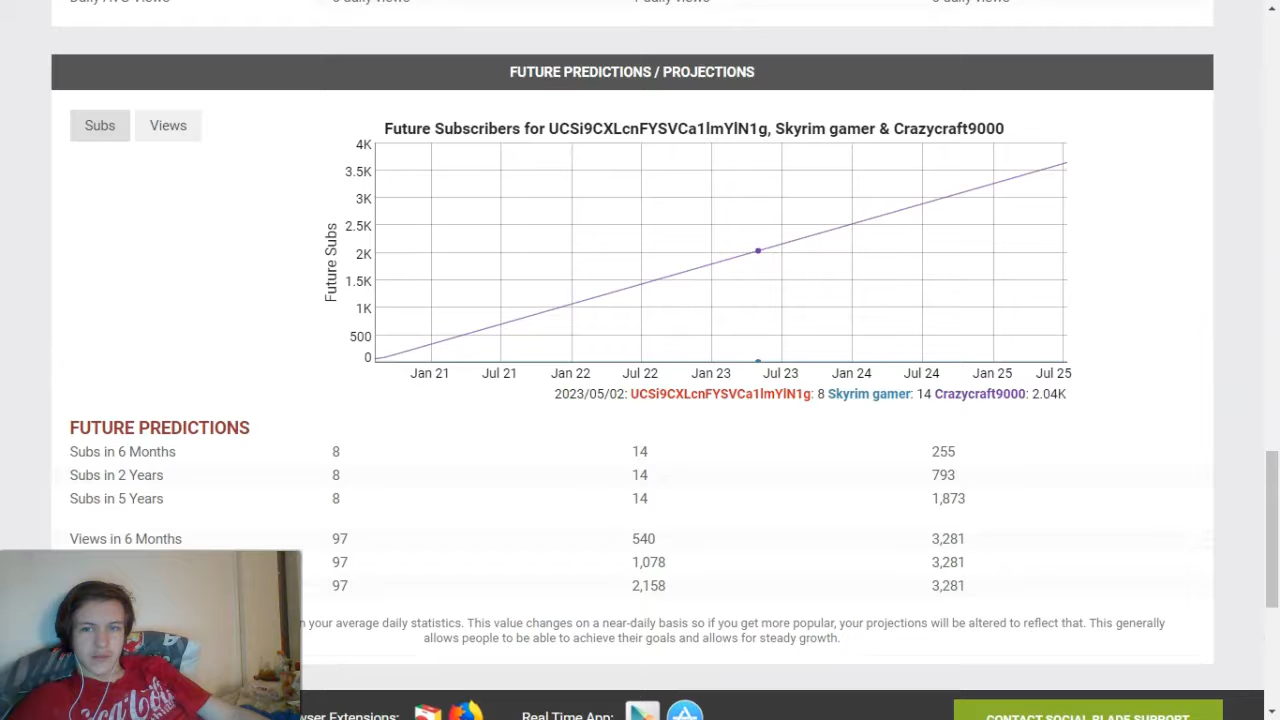 FUTURE PREDICTIONS / PROJECTIONS
Subs
Views
Future Subscribers for UCSi9CXLcnFYSVCa1lmYlN1g, Skyrim gamer & Crazycraft9000
Future Subs
4K
3.5K
3K
2.5K
2K
1.5K
1K
500
0
Jan 21 Jul 21 Jan 22 Jul 22 Jan 23 Jul 23 Jan 24 Jul 24 Jan 25 Jul 25
2023/05/02: UCSi9CXLcnFYSVCa1lmYlN1g: 8 Skyrim gamer: 14 Crazycraft9000: 2.04K
FUTURE PREDICTIONS
Subs in 6 Months 8 14 255
Subs in 2 Years 8 14 793
Subs in 5 Years 8 14 1,873
Views in 6 Months 97 540 3,281
97 1,078 3,281
97 2,158 3,281
your average daily statistics. This value changes on a near-daily basis so if you get more popular, your projections will be altered to reflect that. This generally
allows people to be able to achieve their goals and allows for steady growth.
Extensions:
Real Time App:
CONTACT SOCIAL BLADE SUPPORT